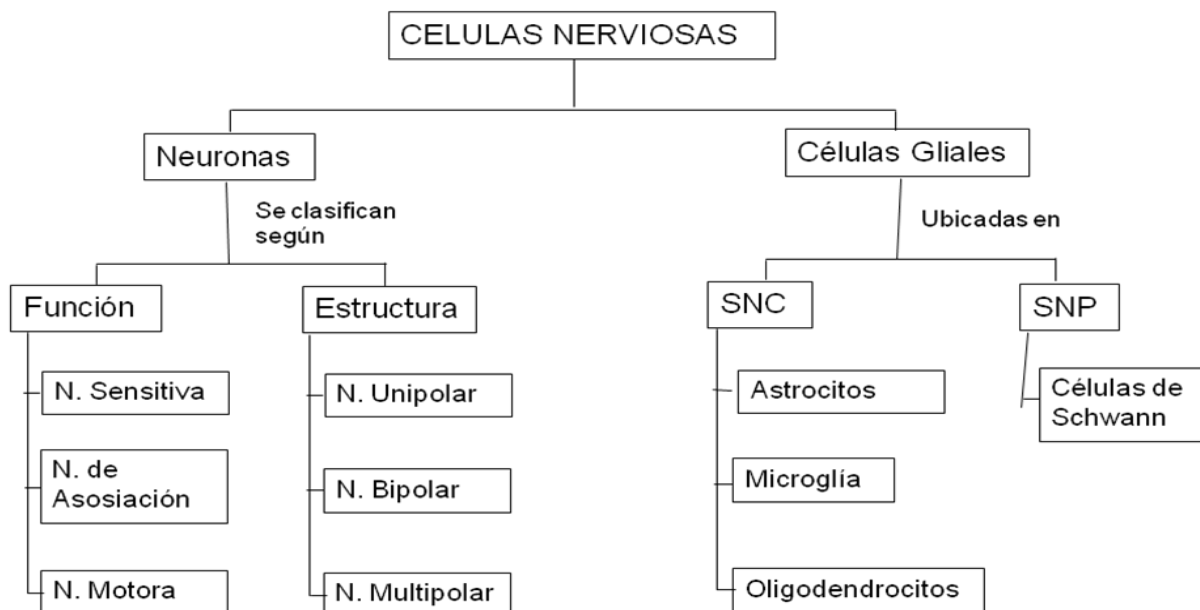 CELULAS NERVIOSAS
Neuronas
Células Gliales
Se clasifican
según
Ubicadas en
Función
Estructura
SNC
SNP
N. Sensitiva
N. de
Asosiación
N. Motora
N. Unipolar
N. Bipolar
N. Multipolar
Astrocitos
Microglía
Oligodendrocitos
Células de
Schwann